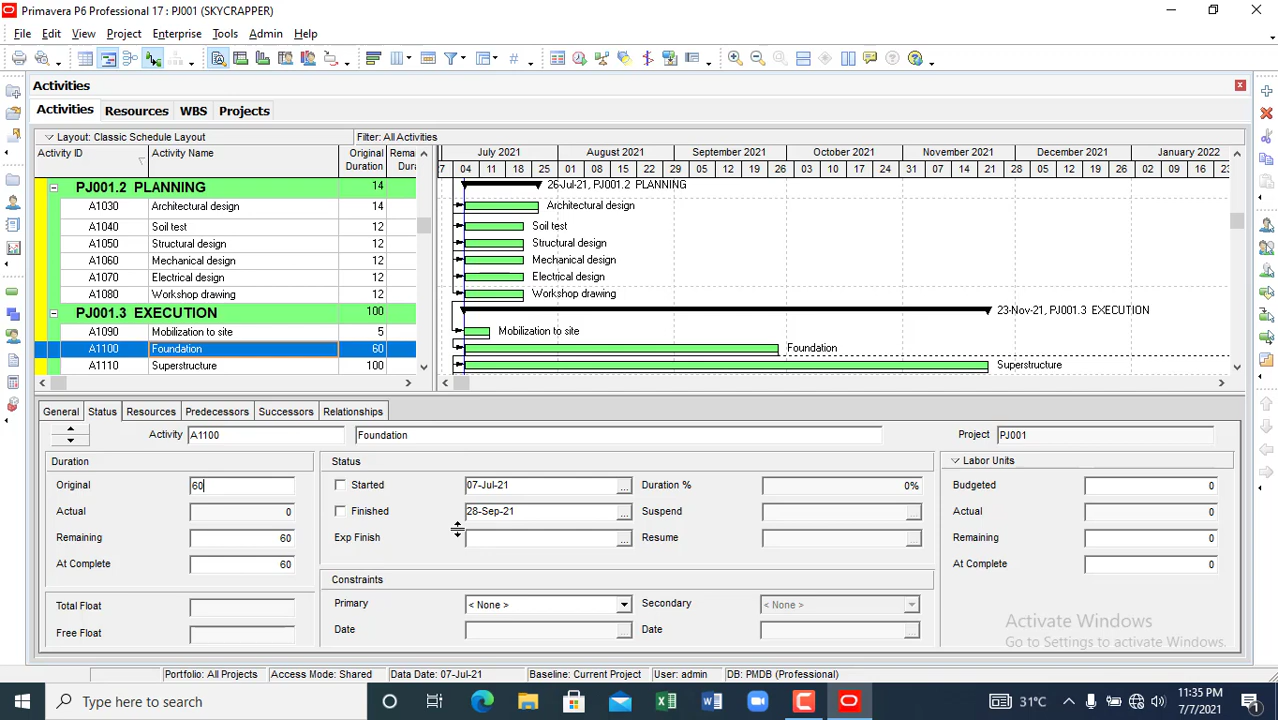 Primavera P6 Professional 17 : PJ001 (SKYCRAPPER)
File Edit View Project Enterprise Tools Admin Help
Activities
Activities Resources WBS Projects
Layout: Classic Schedule Layout Filter: All Activities
Activity ID Activity Name Original Duration Remai Dura
July 2021 August 2021 September 2021 October 2021 November 2021 December 2021 January 2022
7 04 11 18 25 01 08 15 22 29 05 12 19 26 03 10 17 24 31 07 14 21 28 05 12 19 26 02 09 16 23
PJ001.2 PLANNING 14 26-Jul-21, PJ001.2 PLANNING
A1030 Architectural design 14 Architectural design
A1040 Soil test 12 Soil test
A1050 Structural design 12 Structural design
A1060 Mechanical design 12 Mechanical design
A1070 Electrical design 12 Electrical design
A1080 Workshop drawing 12 Workshop drawing
PJ001.3 EXECUTION 100 23-Nov-21, PJ001.3 EXECUTION
A1090 Mobilization to site 5 Mobilization to site
A1100 Foundation 60 Foundation
A1110 Superstructure 100 Superstructure
General Status Resources Predecessors Successors Relationships
Activity A1100 Foundation Project PJ001
Duration Status Labor Units
Original 60 Started 07-Jul-21 ... Duration % 0% Budgeted 0
Actual 0 Finished 28-Sep-21 ... Suspend ... Actual 0
Remaining 60 Exp Finish ... Resume ... Remaining 0
At Complete 60 At Complete 0
Constraints
Total Float Primary < None > Secondary < None >
Free Float Date ... Date ...
Activate Windows
Go to Settings to activate Windows.
Portfolio: All Projects Access Mode: Shared Data Date: 07-Jul-21 Baseline: Current Project User: admin DB: PMDB (Professional)
Type here to search 31°C 11:35 PM
7/7/2021